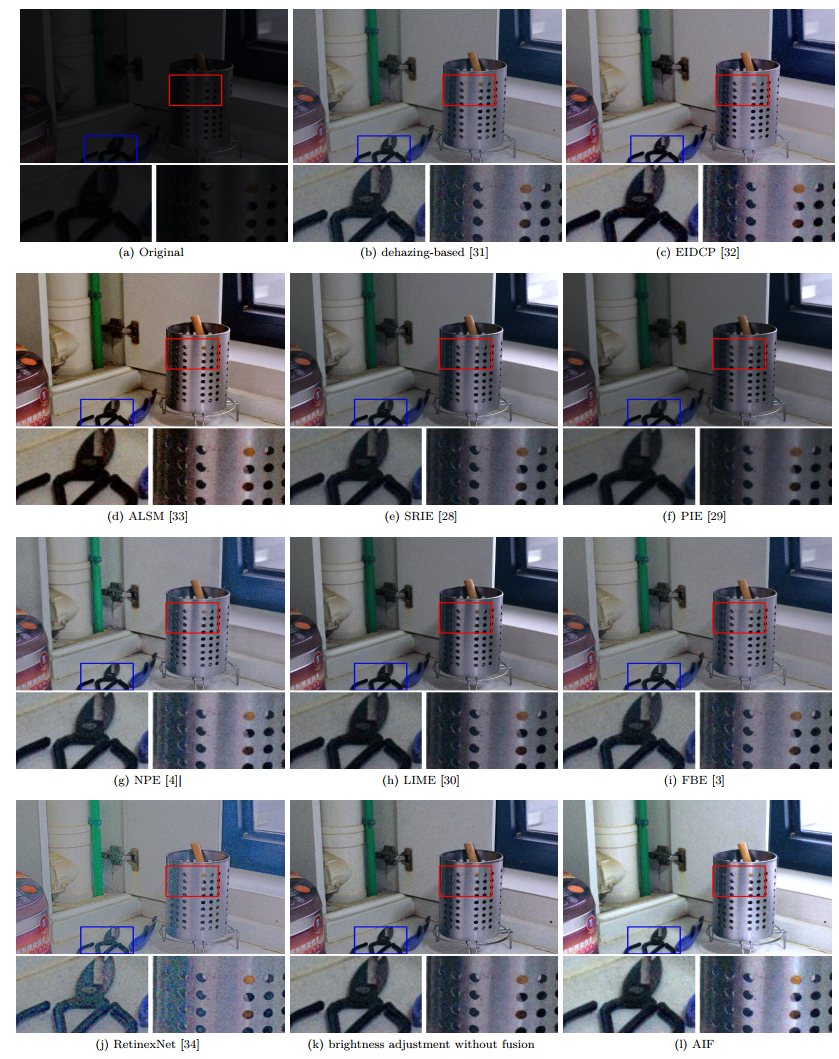 (a) Original
(b) dehazing-based [31]
(c) EIDCP [32]
(d) ALSM [33]
(e) SRIE [28]
(f) PIE [29]
(g) NPE [4]|
(h) LIME [30]
(i) FBE [3]
(j) RetinexNet [34]
(k) brightness adjustment without fusion
(l) AIF